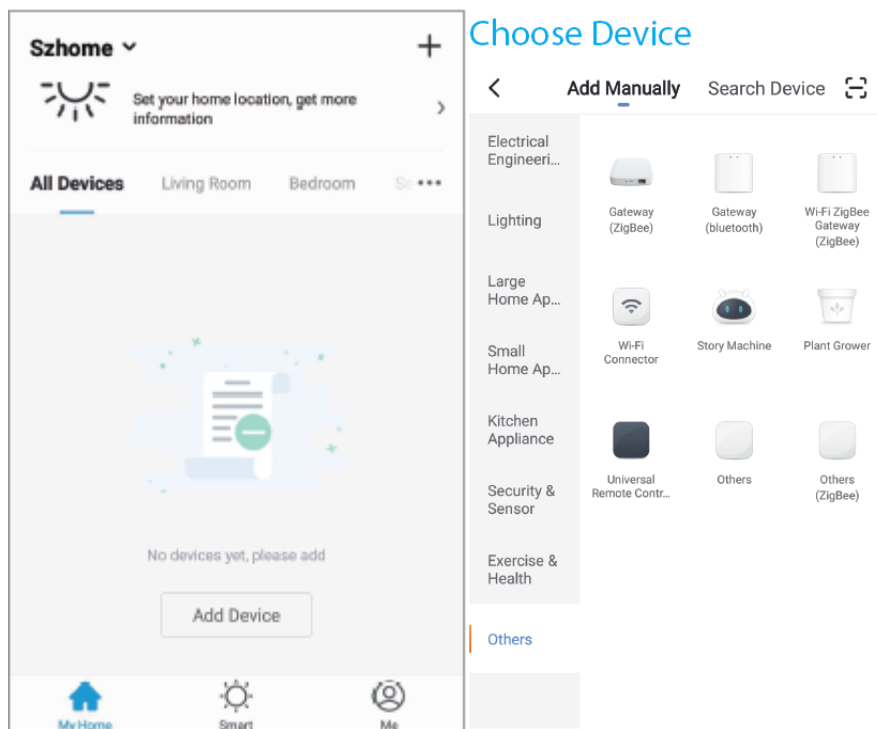 Szhome
Set your home location, get more
information
All Devices Living Room Bedroom
No devices yet, please add
Add Device
My Home Smart Me
Choose Device
Add Manually Search Device
Electrical
Engineeri...
Lighting
Large
Home Ap...
Small
Home Ap...
Kitchen
Appliance
Security &
Sensor
Exercise &
Health
Others
Gateway
(ZigBee)
Gateway
(bluetooth)
Wi-Fi ZigBee
Gateway
(ZigBee)
Wi-Fi
Connector
Story Machine
Plant Grower
Universal
Remote Contr...
Others
Others
(ZigBee)